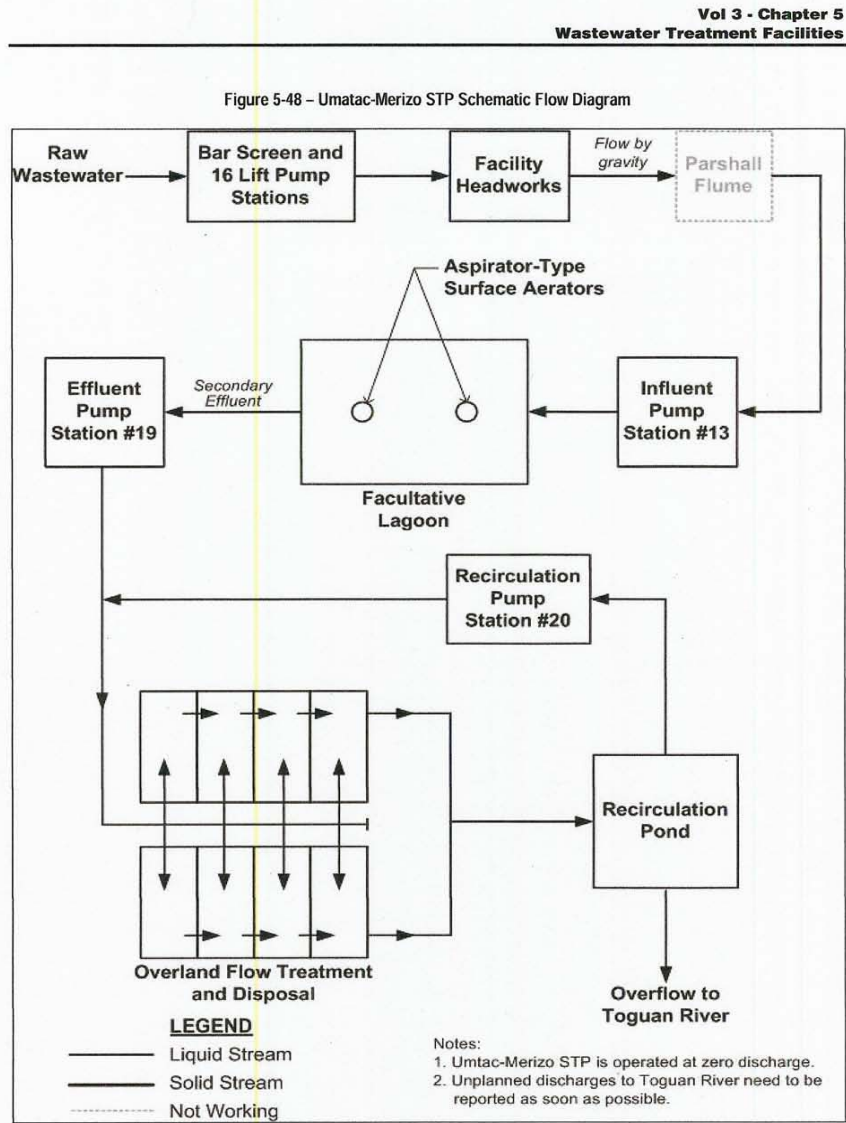 Vol 3 - Chapter 5
Wastewater Treatment Facilities
Figure 5-48 – Umatac-Merizo STP Schematic Flow Diagram
Raw
Wastewater
Bar Screen and
16 Lift Pump
Stations
Facility
Headworks
Flow by
gravity
Parshall
Flume
Aspirator-Type
Surface Aerators
Effluent
Pump
Station #19
Secondary
Effluent
Influent
Pump
Station #13
Facultative
Lagoon
Recirculation
Pump
Station #20
Recirculation
Pond
Overland Flow Treatment
and Disposal
Overflow to
Toguan River
LEGEND
Liquid Stream
Solid Stream
Not Working
Notes:
1. Umtac-Merizo STP is operated at zero discharge.
2. Unplanned discharges to Toguan River need to be
reported as soon as possible.